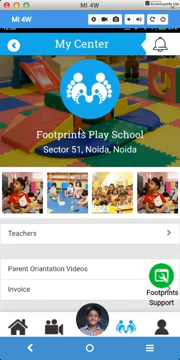 MI 4W
MI 4W
My Center
Footprints Play School
Sector 51, Noida, Noida
Teachers
Parent Oriantation Videos
Invoice
Footprints
Support